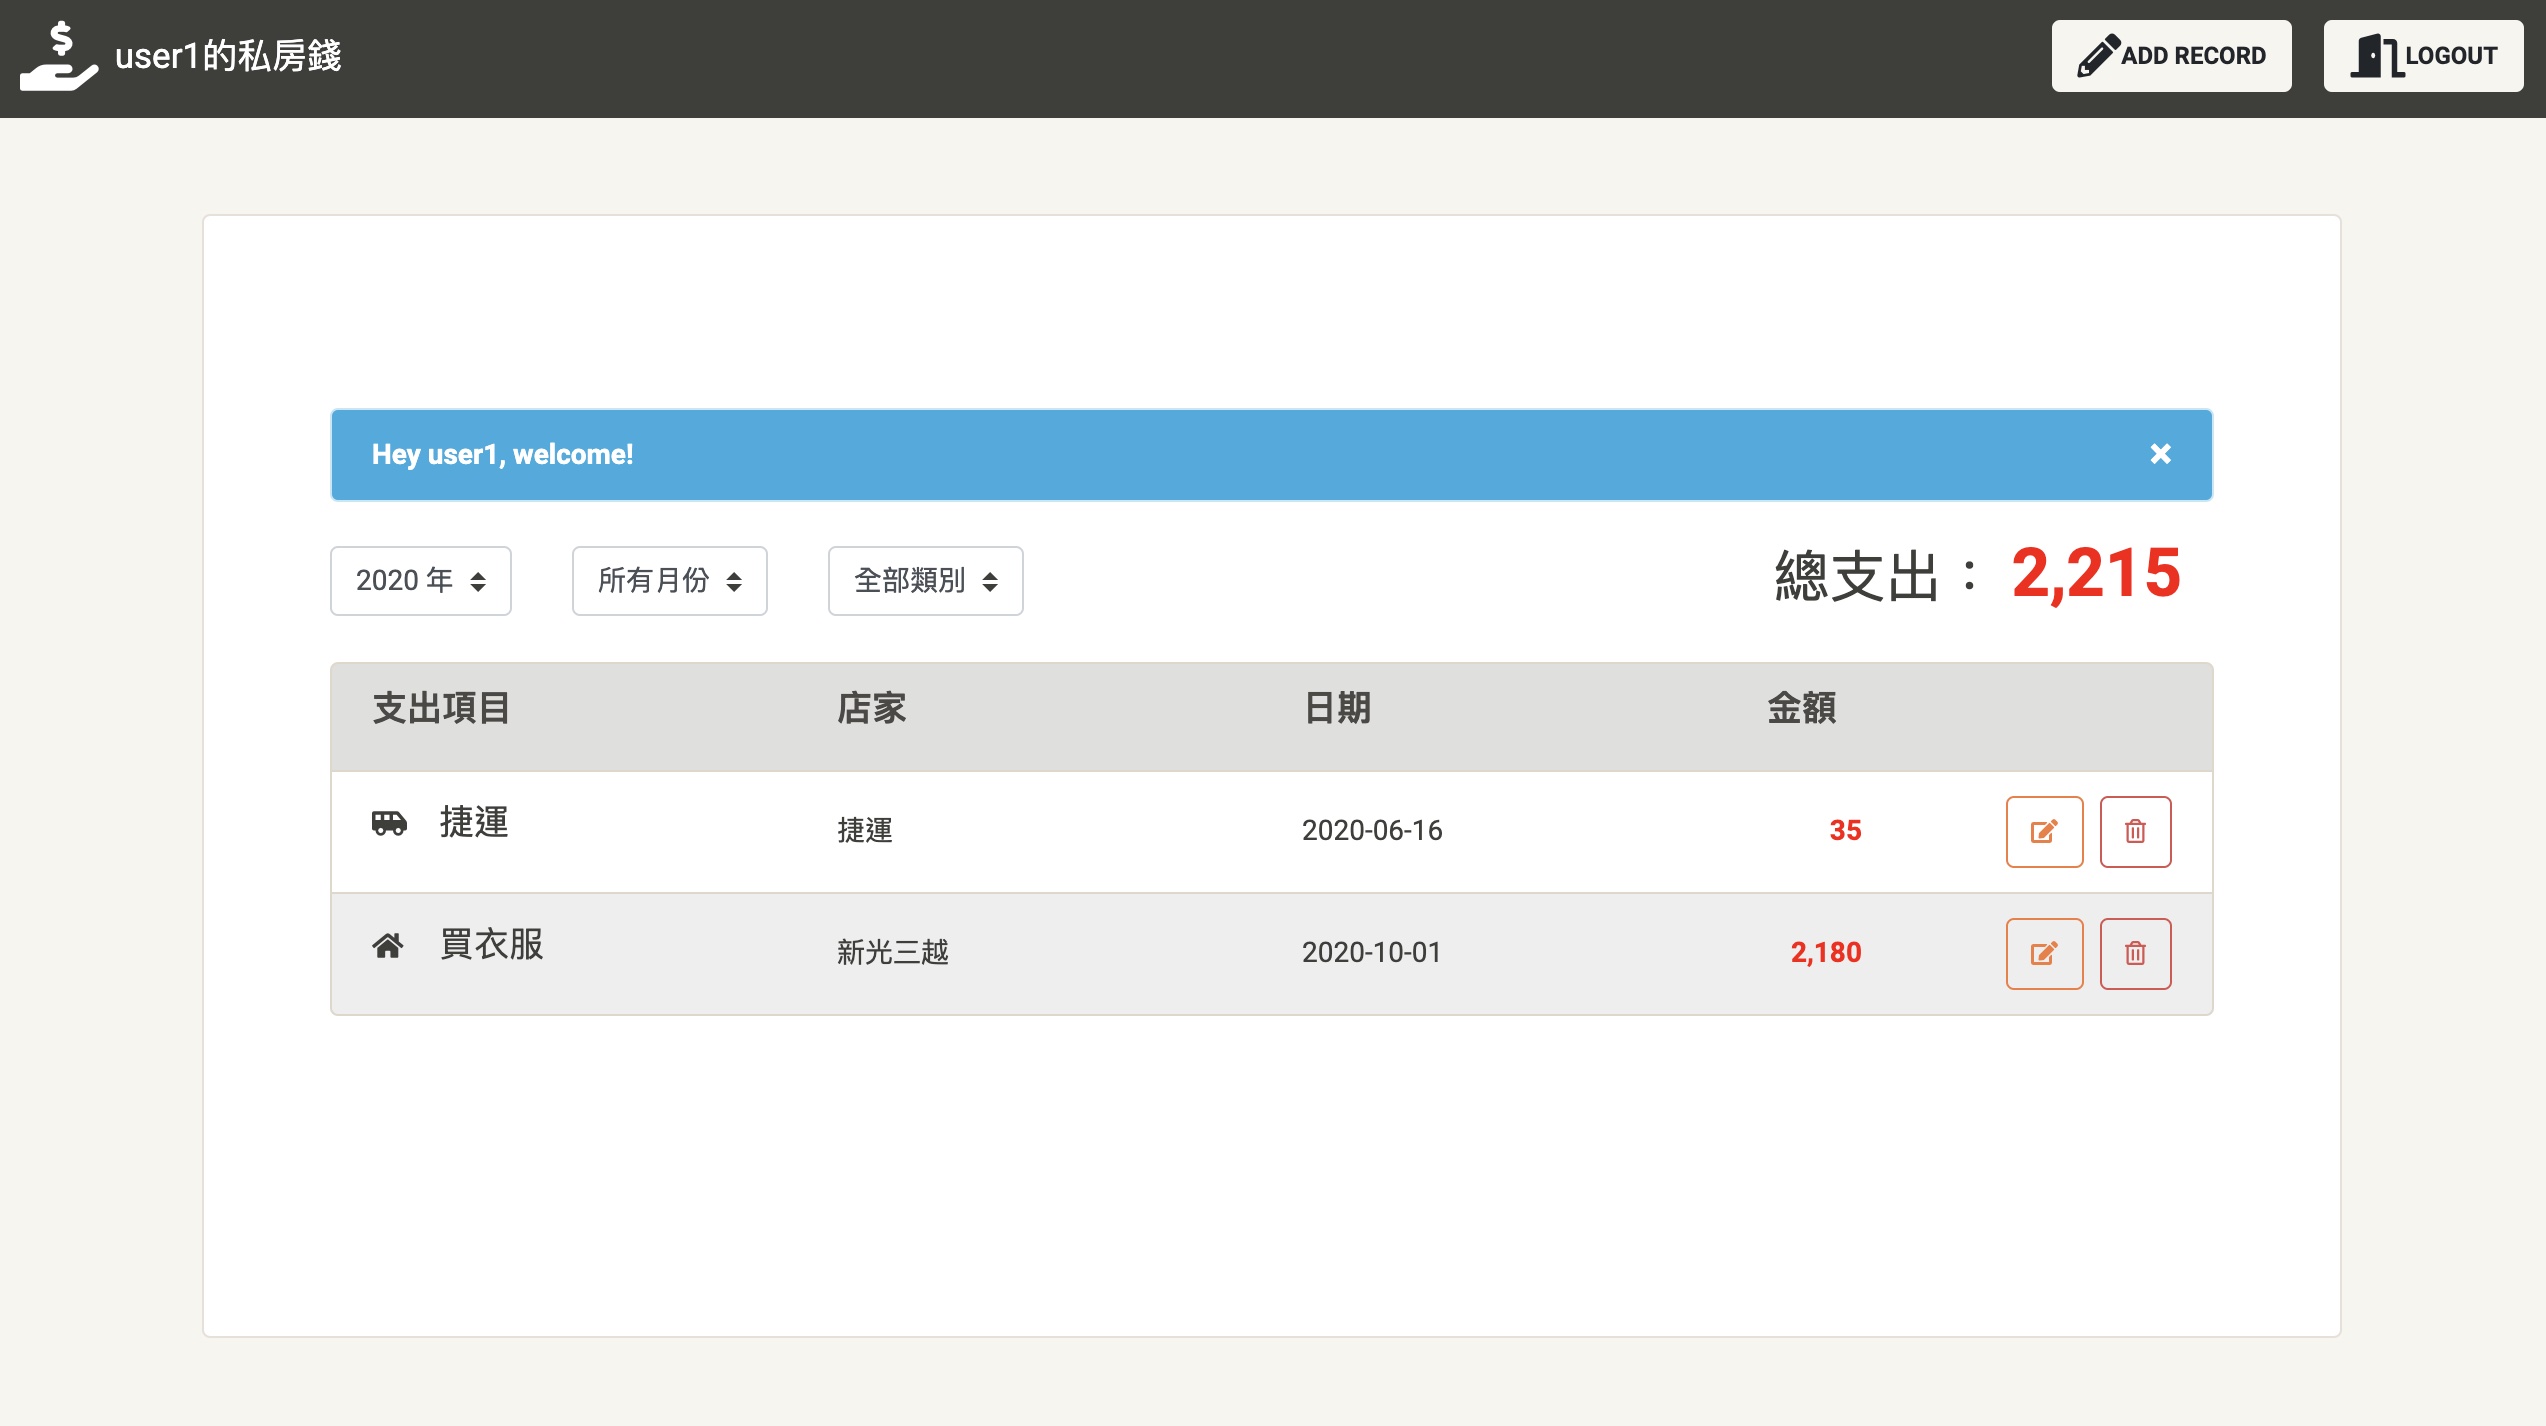 user1的私房錢
ADD RECORD
LOGOUT
Hey user1, welcome!
2020 年 所有月份 全部類別 總支出： 2,215
支出項目 店家 日期 金額
捷運 捷運 2020-06-16 35
買衣服 新光三越 2020-10-01 2,180